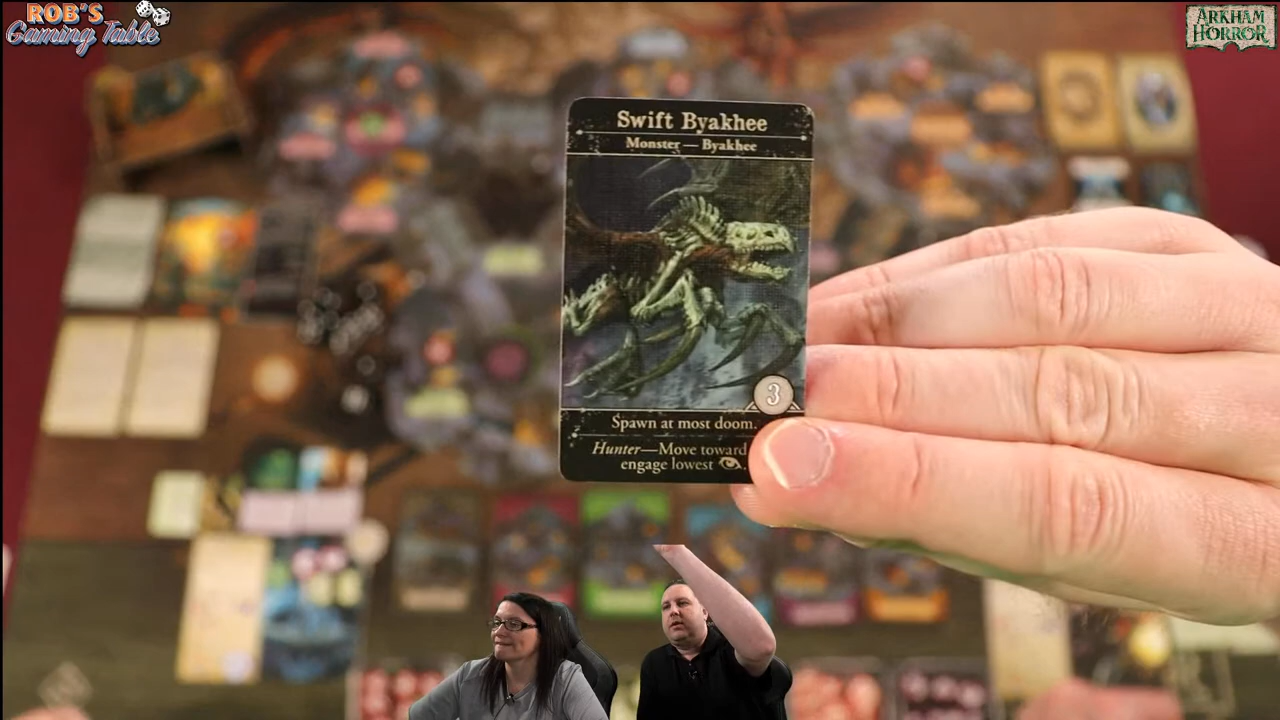 ROB'S
Gaming Table
ARKHAM
HORROR
Swift Byakhee
Monster — Byakhee
3
Spawn at most doom.
Hunter—Move toward
engage lowest